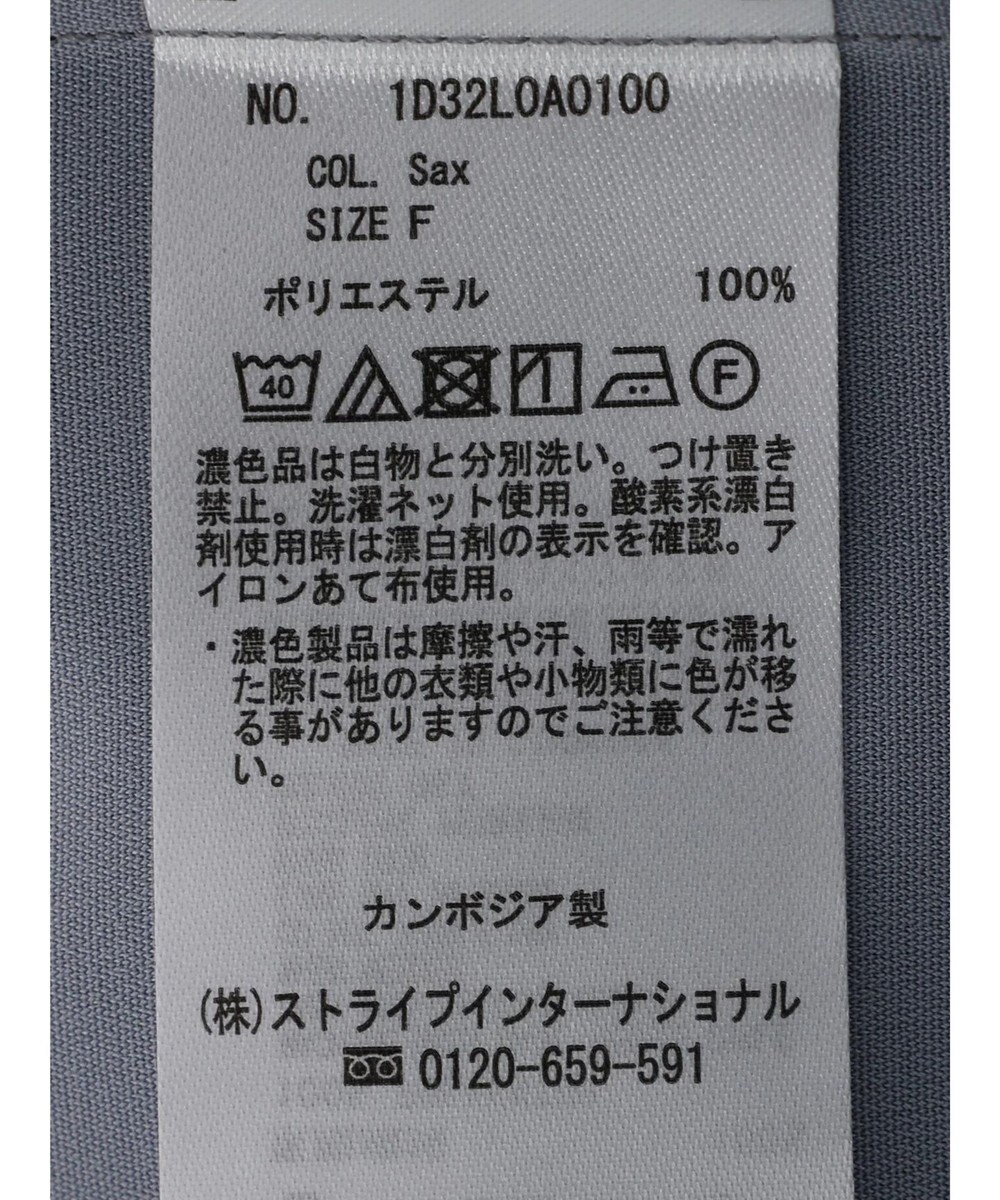 NO. 1D32L0A0100
COL. Sax
SIZE F
ポリエステル 100%
40 F
濃色品は白物と分別洗い。つけ置き
禁止。洗濯ネット使用。酸素系漂白
剤使用時は漂白剤の表示を確認。ア
イロンあて布使用。
・濃色製品は摩擦や汗、雨等で濡れ
た際に他の衣類や小物類に色が移
る事がありますのでご注意くださ
い。
カンボジア製
(株)ストライプインターナショナル
0120-659-591